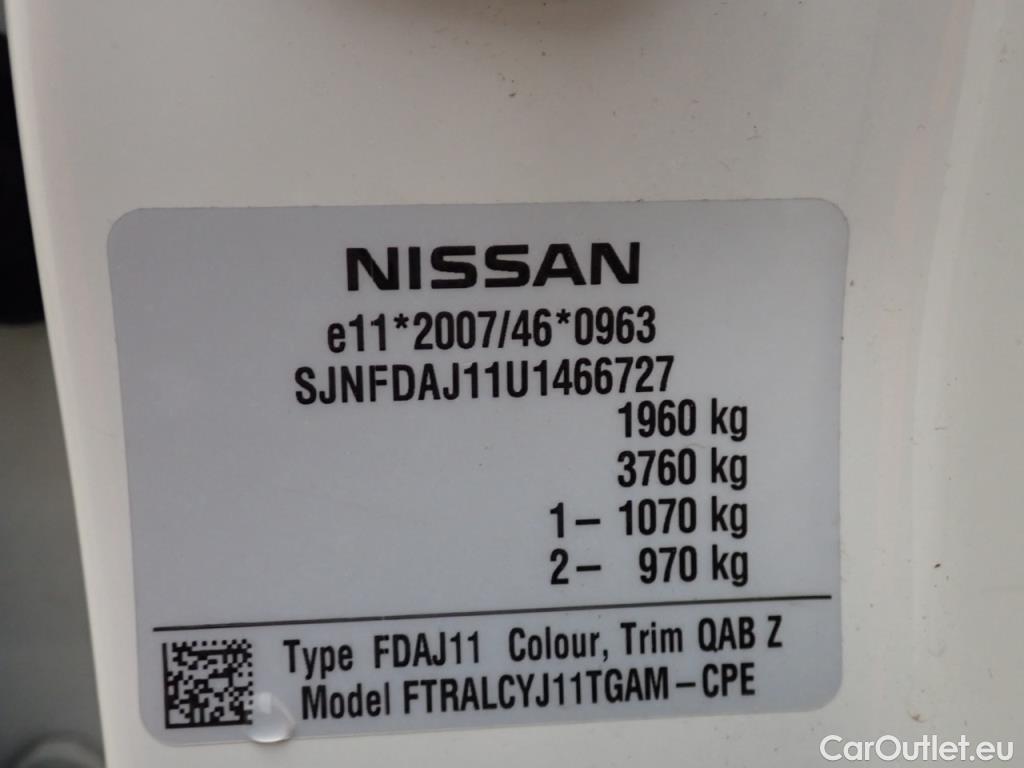 NISSAN
e11*2007/46*0963
SJNFDAJ11U1466727
1960 kg
3760 kg
1– 1070 kg
2– 970 kg
Type FDAJ11 Colour, Trim QAB Z
Model FTRALCYJ11TGAM–CPE
CarOutlet.eu